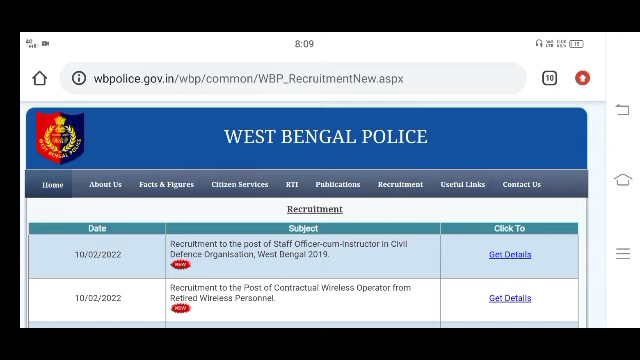 4G 8:09 15
wbpolice.gov.in/wbp/common/WBP_RecruitmentNew.aspx 10
WEST BENGAL POLICE
Home About Us Facts & Figures Citizen Services RTI Publications Recruitment Useful Links Contact Us
Recruitment
Date Subject Click To
10/02/2022 Recruitment to the post of Staff Officer-cum-Instructor in Civil
Defence Organisation, West Bengal 2019. Get Details
NEW
10/02/2022 Recruitment to the Post of Contractual Wireless Operator from
Retired Wireless Personnel. Get Details
NEW